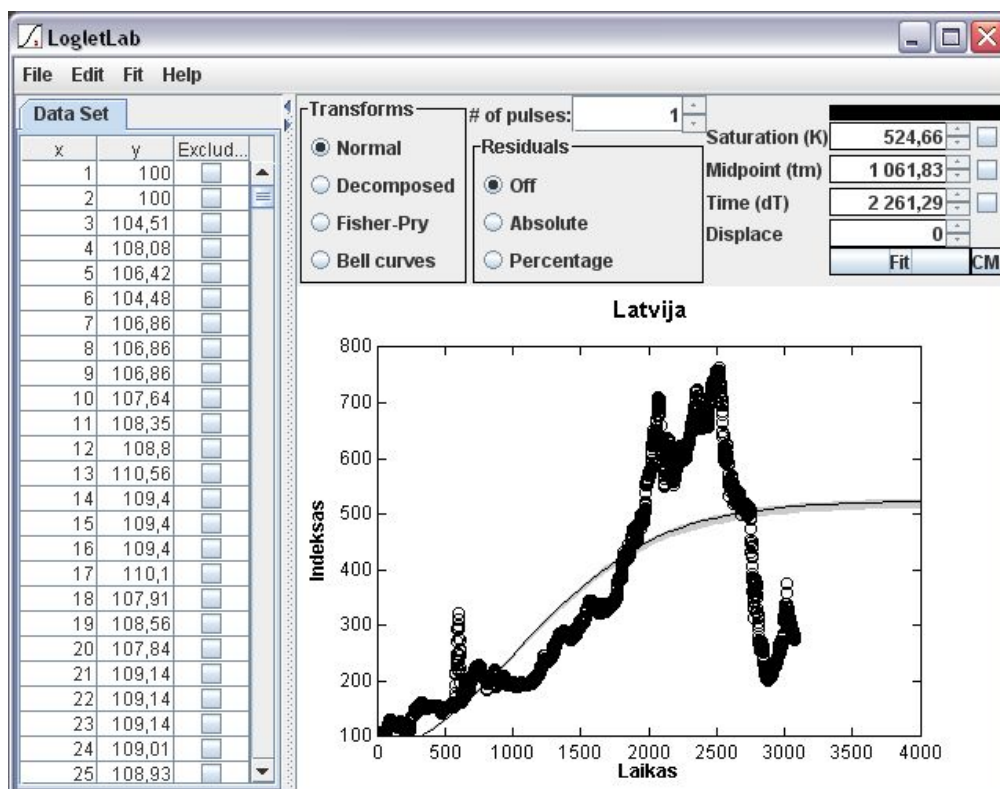 LogletLab
File Edit Fit Help
Data Set
x y Exclud...
1 100
2 100
3 104,51
4 108,08
5 106,42
6 104,48
7 106,86
8 106,86
9 106,86
10 107,64
11 108,35
12 108,8
13 110,56
14 109,4
15 109,4
16 109,4
17 110,1
18 107,91
19 108,56
20 107,84
21 109,14
22 109,14
23 109,14
24 109,01
25 108,93
Transforms
Normal
Decomposed
Fisher-Pry
Bell curves
# of pulses: 1
Residuals
Off
Absolute
Percentage
Saturation (K) 524,66
Midpoint (tm) 1 061,83
Time (dT) 2 261,29
Displace 0
Fit CM
Latvija
Indeksas
800
700
600
500
400
300
200
100
0 500 1000 1500 2000 2500 3000 3500 4000
Laikas